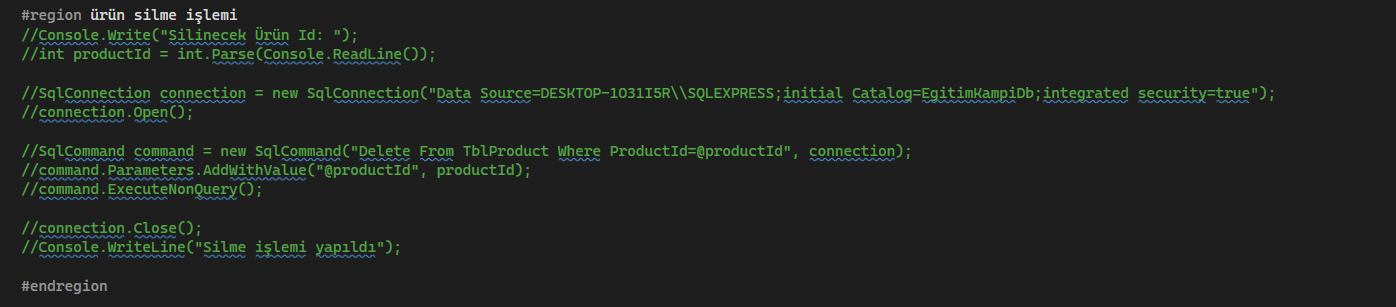 #region ürün silme işlemi
//Console.Write("Silinecek Ürün Id: ");
//int productId = int.Parse(Console.ReadLine());
//SqlConnection connection = new SqlConnection("Data Source=DESKTOP-1O31I5R\\SQLEXPRESS;initial Catalog=EgitimKampiDb;integrated security=true");
//connection.Open();
//SqlCommand command = new SqlCommand("Delete From TblProduct Where ProductId=@productId", connection);
//command.Parameters.AddWithValue("@productId", productId);
//command.ExecuteNonQuery();
//connection.Close();
//Console.WriteLine("Silme işlemi yapıldı");
#endregion